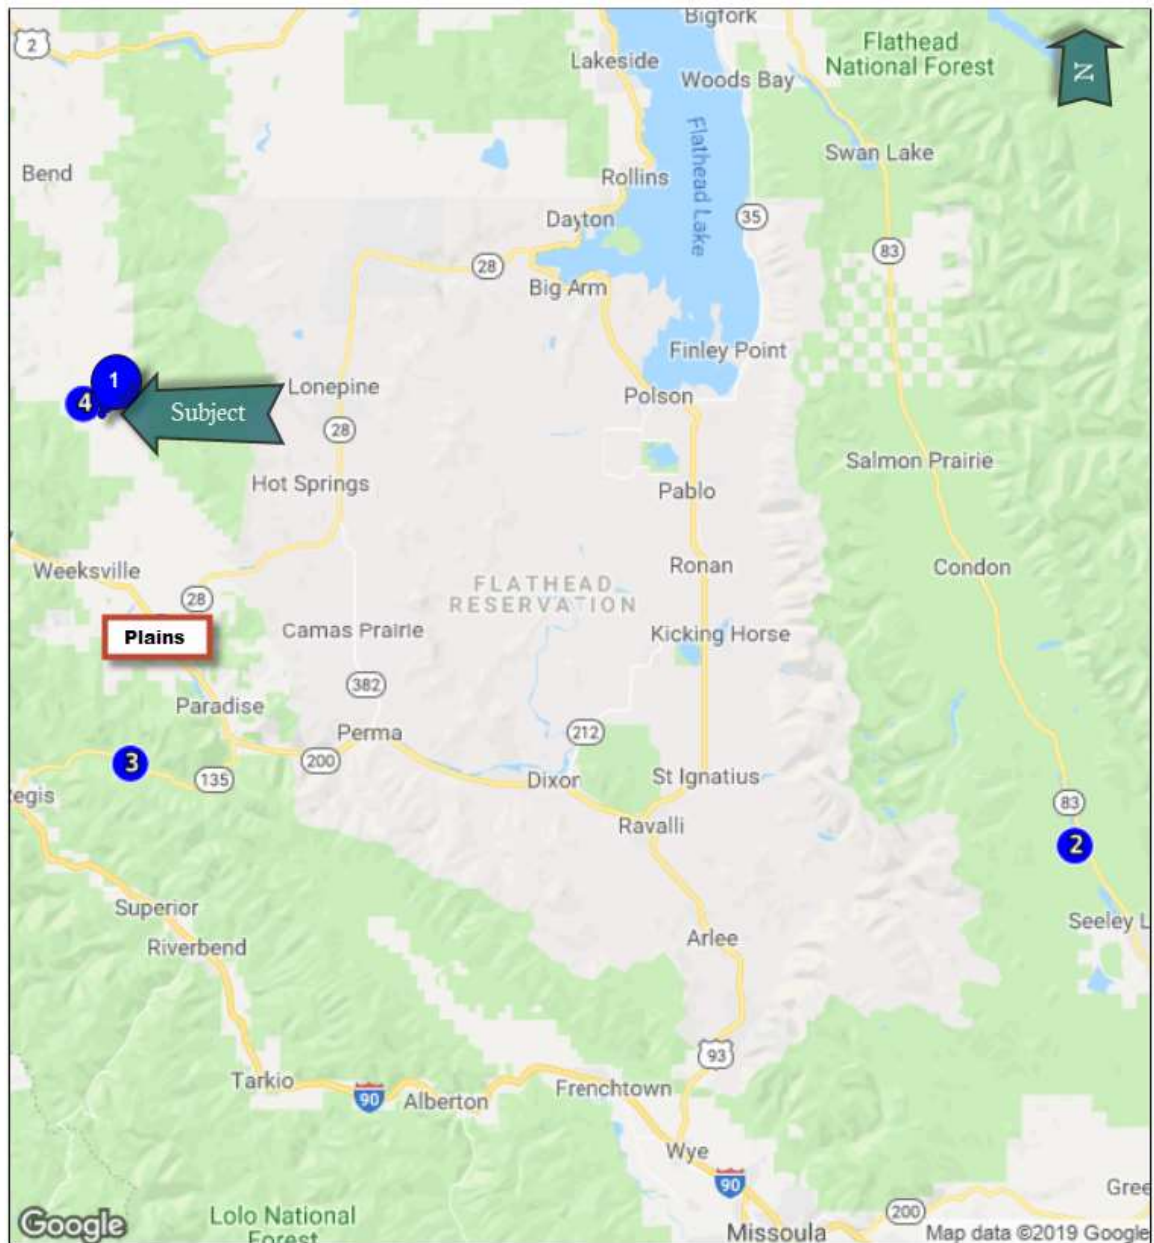 Bigfork
2
Flathead
National Forest
N
Lakeside
Woods Bay
Flathead Lake
Swan Lake
Bend
Rollins
Dayton
35
83
28
Big Arm
Finley Point
1
4
Subject
Lonepine
Polson
28
Salmon Prairie
Hot Springs
Pablo
Weeksville
Ronan
Condon
FLATHEAD
RESERVATION
28
Plains
Camas Prairie
Kicking Horse
382
Paradise
Perma
212
3
200
135
Dixor
St Ignatius
egis
83
Ravalli
2
Superior
Seeley L
Riverbend
Arlee
93
Tarkio
90
Alberton
Frenchtown
Wye
90
Gree
200
Google
Lolo National
Forest
Missoula
Map data ©2019 Google